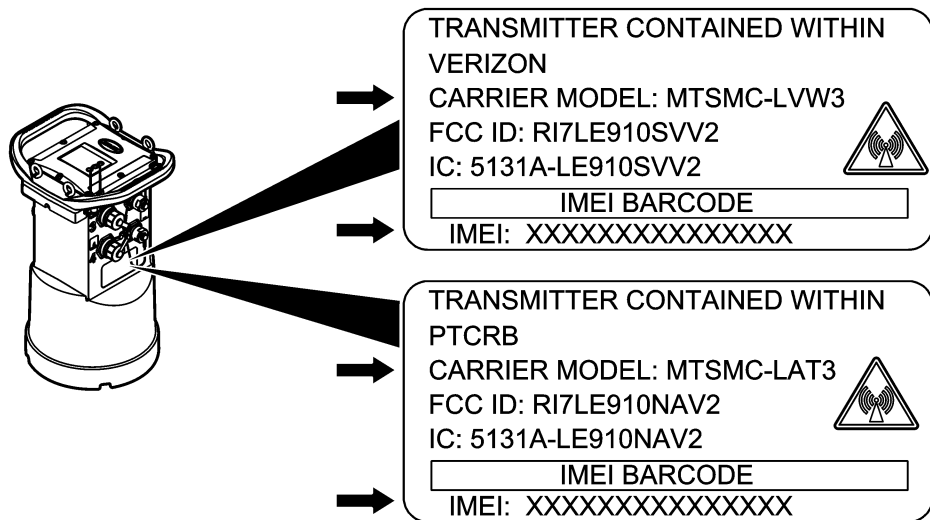 TRANSMITTER CONTAINED WITHIN
VERIZON
CARRIER MODEL: MTSMC-LVW3
FCC ID: RI7LE910SVV2
IC: 5131A-LE910SVV2
IMEI BARCODE
IMEI: XXXXXXXXXXXXXXX
TRANSMITTER CONTAINED WITHIN
PTCRB
CARRIER MODEL: MTSMC-LAT3
FCC ID: RI7LE910NAV2
IC: 5131A-LE910NAV2
IMEI BARCODE
IMEI: XXXXXXXXXXXXXXX